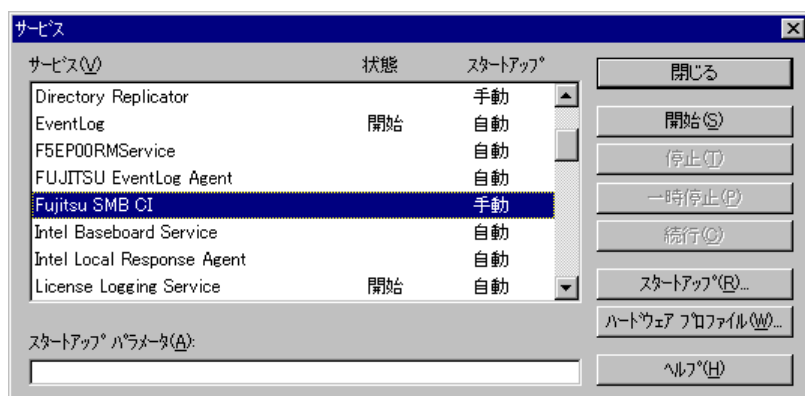 サービス
サービス(V) 状態 スタートアップ
Directory Replicator 手動
EventLog 開始 自動
F5EP00RMService 自動
FUJITSU EventLog Agent 自動
Fujitsu SMB CI 手動
Intel Baseboard Service 自動
Intel Local Response Agent 自動
License Logging Service 開始 自動
スタートアップ パラメータ(A):
閉じる
開始(S)
停止(T)
一時停止(P)
続行(C)
スタートアップ(R)...
ハードウェア プロファイル(W)...
ヘルプ(H)